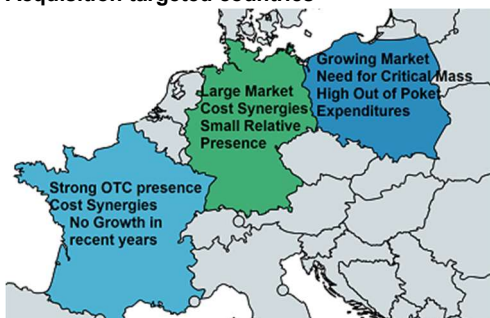 Acquisition targeted countries
Growing Market
Need for Critical Mass
High Out of Poket
Expenditures
Large Market
Cost Synergies
Small Relative
Presence
Strong OTC presence
Cost Synergies
No Growth in
recent years